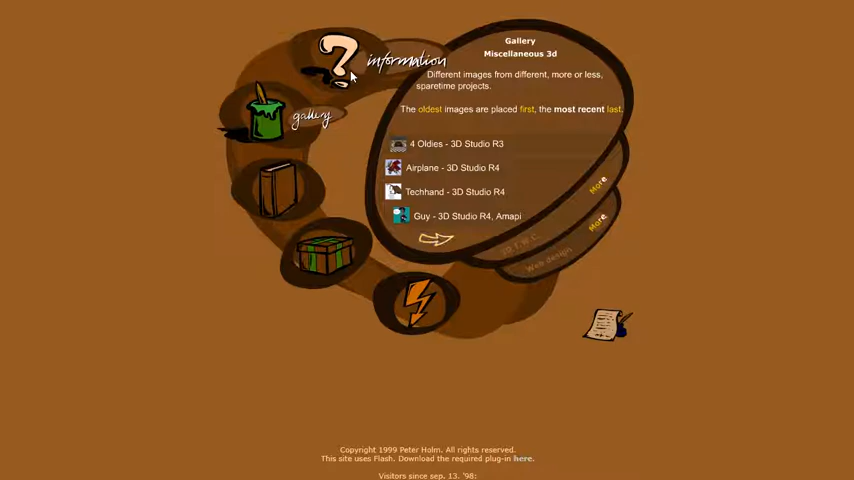 information
gallery
Gallery
Miscellaneous 3d
Different images from different, more or less,
sparetime projects.
The oldest images are placed first, the most recent last.
4 Oldies - 3D Studio R3
Airplane - 3D Studio R4
Techhand - 3D Studio R4
Guy - 3D Studio R4, Amapi
More
More
3D T.W.C.
Web design
Copyright 1999 Peter Holm. All rights reserved.
This site uses Flash. Download the required plug-in here.
Visitors since sep. 13. '98: